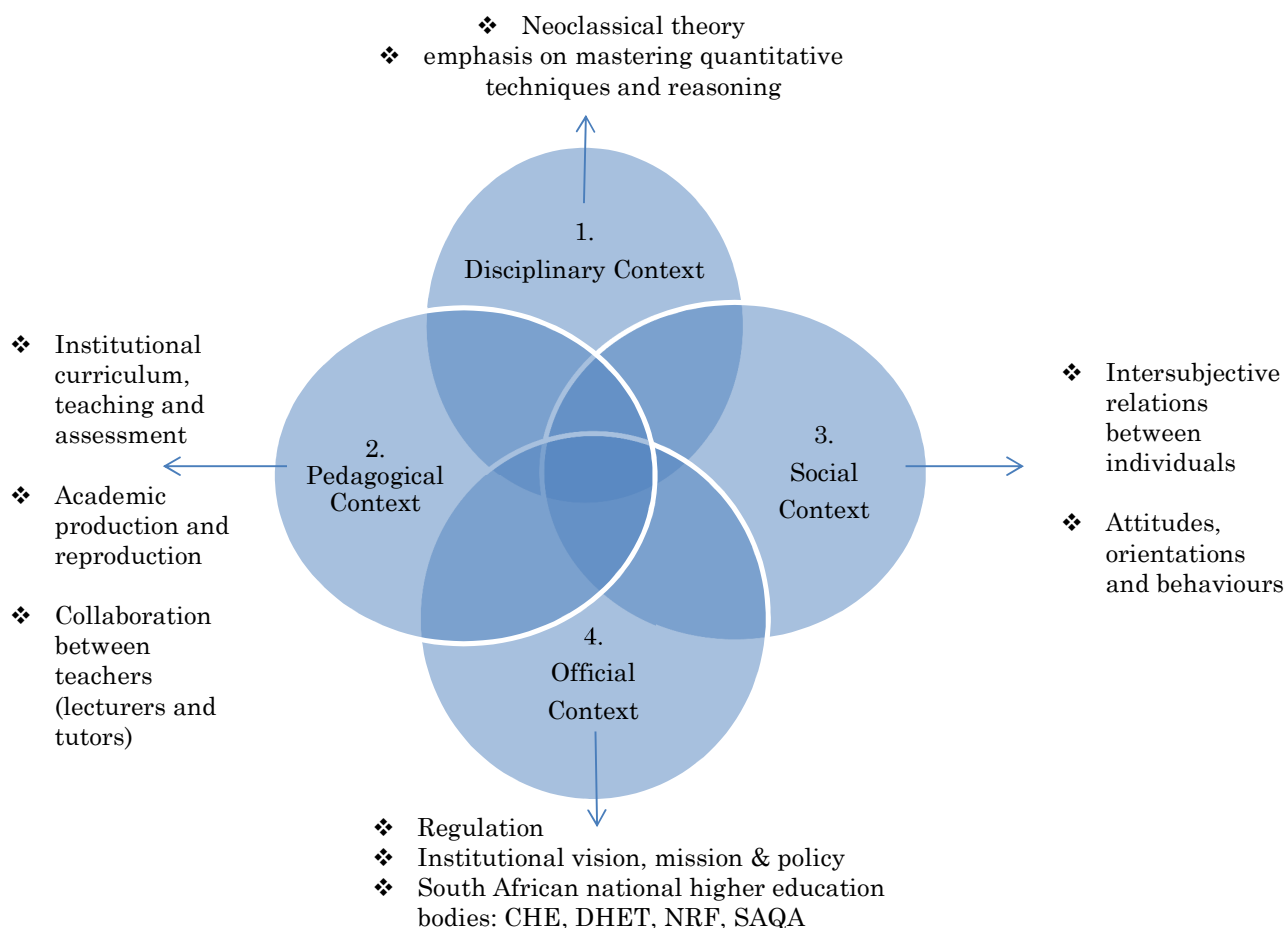 ❖ Neoclassical theory
❖ emphasis on mastering quantitative
techniques and reasoning
1.
Disciplinary Context
❖ Institutional
curriculum,
teaching and
assessment
❖ Academic
production and
reproduction
❖ Collaboration
between
teachers
(lecturers and
tutors)
2.
Pedagogical
Context
3.
Social
Context
❖ Intersubjective
relations
between
individuals
❖ Attitudes,
orientations
and behaviours
4.
Official
Context
❖ Regulation
❖ Institutional vision, mission & policy
❖ South African national higher education
bodies: CHE, DHET, NRF, SAQA